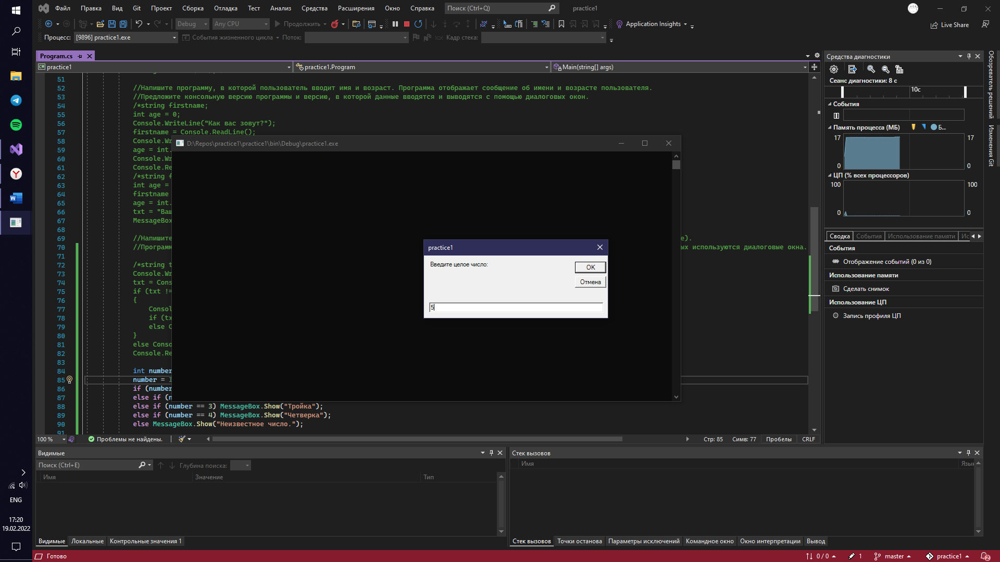 Файл Правка Вид Git Проект Сборка Отладка Тест Анализ Средства Расширения Окно Справка Поиск (Ctrl+Q) practice1
Debug Any CPU Продолжить Application Insights Live Share
Процесс: [9896] practice1.exe События жизненного цикла Поток: Кадр стека:
Program.cs
practice1 practice1.Program Main(string[] args)
51
52 //Напишите программу, в которой пользователь вводит имя и возраст. Программа отображает сообщение об имени и возрасте пользователя.
53 //Предложите консольную версию программы и версию, в которой данные вводятся и выводятся с помощью диалоговых окон.
54 /*string firstname;
55 int age = 0;
56 Console.WriteLine("Как вас зовут?");
57 firstname = Console.ReadLine();
58 Console.Wr
59 age = int.
60 Console.Wr
61 Console.Re
62 /*string f
63 int age =
64 firstname
65 age = int.
66 txt = "Ваш
67 MessageBox
68
69 //Напишите е).
70 //Программ ых используются диалоговые окна.
71
72 /*string t
73 Console.Wr
74 txt = Cons
75 if (txt !=
76 {
77 Consol
78 if (tx
79 else C
80 }
81 else Conso
82 Console.Re
83
84 int number
85 number = I
86 if (number
87 else if (n
88 else if (number == 3) MessageBox.Show("Тройка");
89 else if (number == 4) MessageBox.Show("Четверка");
90 else MessageBox.Show("Неизвестное число.");
91
D:\Repos\practice1\practice1\bin\Debug\practice1.exe
practice1
Введите целое число:
OK
Отмена
5
100 % Проблемы не найдены. Стр: 85 Симв: 77 Пробелы CRLF
Средства диагностики
Сеанс диагностики: 8 с
10с
События
Память процесса (МБ) Б...
17 17
0 0
ЦП (% всех процессоров)
100 100
0 0
Сводка События Использование памяти Ис
События
Отображение событий (0 из 0)
Использование памяти
Сделать снимок
Использование ЦП
Запись профиля ЦП
Обозреватель решений
Изменения Git
Видимые
Поиск (Ctrl+E) Глубина поиска:
Имя Значение Тип
Видимые Локальные Контрольные значения 1
Стек вызовов
Имя Язык
Стек вызовов Точки останова Параметры исключений Командное окно Окно интерпретации Вывод
Готово 0 / 0 1 master practice1 2
ENG
17:20
19.02.2022